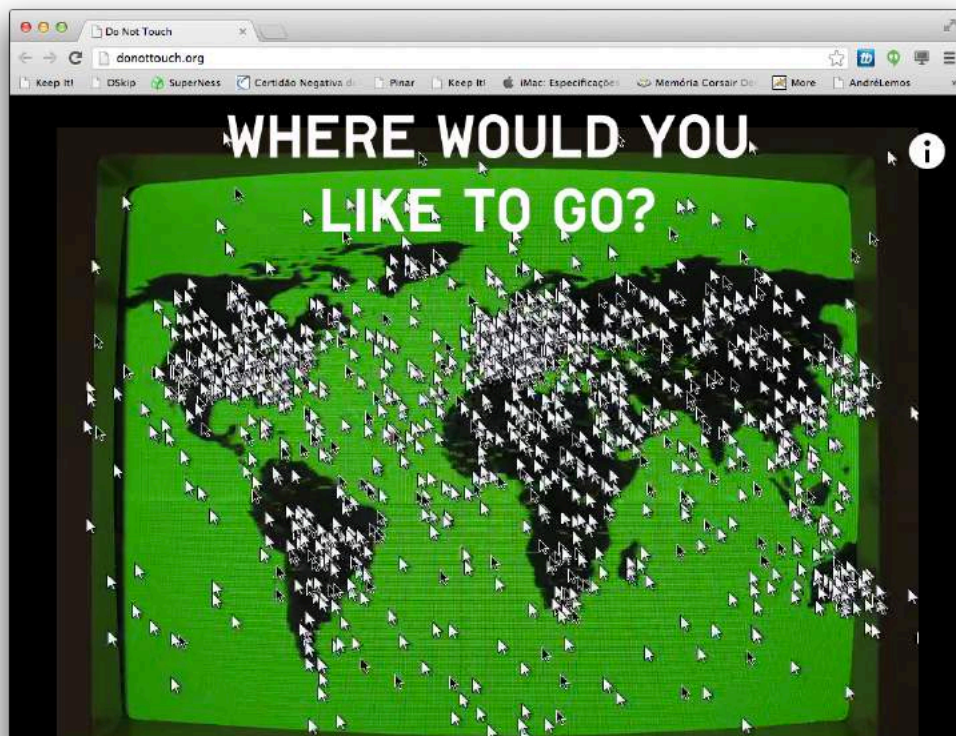 Do Not Touch
donottouch.org
Keep It! DSkip SuperNess Certidão Negativa d Pinar Keep It! iMac: Especificações Memória Corsair De More AndréLemos
WHERE WOULD YOU
LIKE TO GO?
i